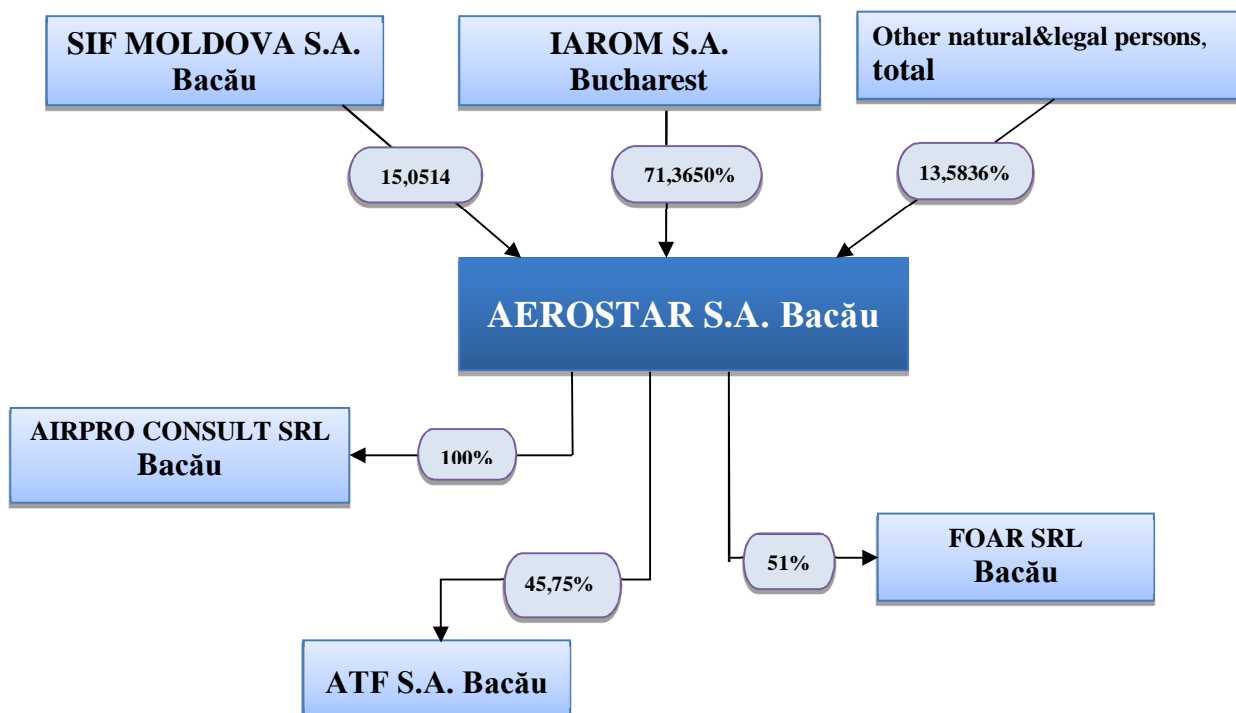 SIF MOLDOVA S.A.
Bacău
IAROM S.A.
Bucharest
Other natural&legal persons,
total
15,0514
71,3650%
13,5836%
AEROSTAR S.A. Bacău
AIRPRO CONSULT SRL
Bacău
100%
FOAR SRL
Bacău
51%
45,75%
ATF S.A. Bacău